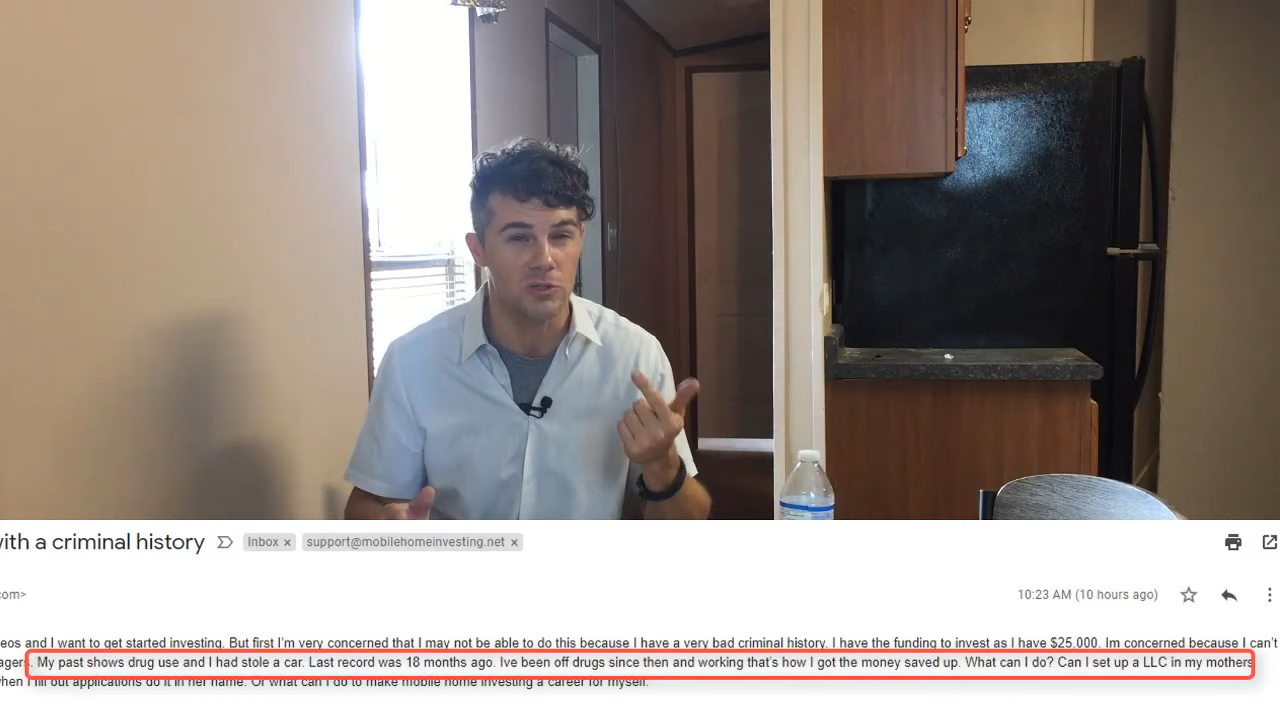 with a criminal history Inbox × support@mobilehomeinvesting.net ×
com> 10:23 AM (10 hours ago)
eos and I want to get started investing. But first I'm very concerned that I may not be able to do this because I have a very bad criminal history. I have the funding to invest as I have $25,000. Im concerned because I can't
agers. My past shows drug use and I had stole a car. Last record was 18 months ago. Ive been off drugs since then and working that's how I got the money saved up. What can I do? Can I set up a LLC in my mothers
hen I fill out applications do it in her name. Or what can I do to make mobile home investing a career for myself.